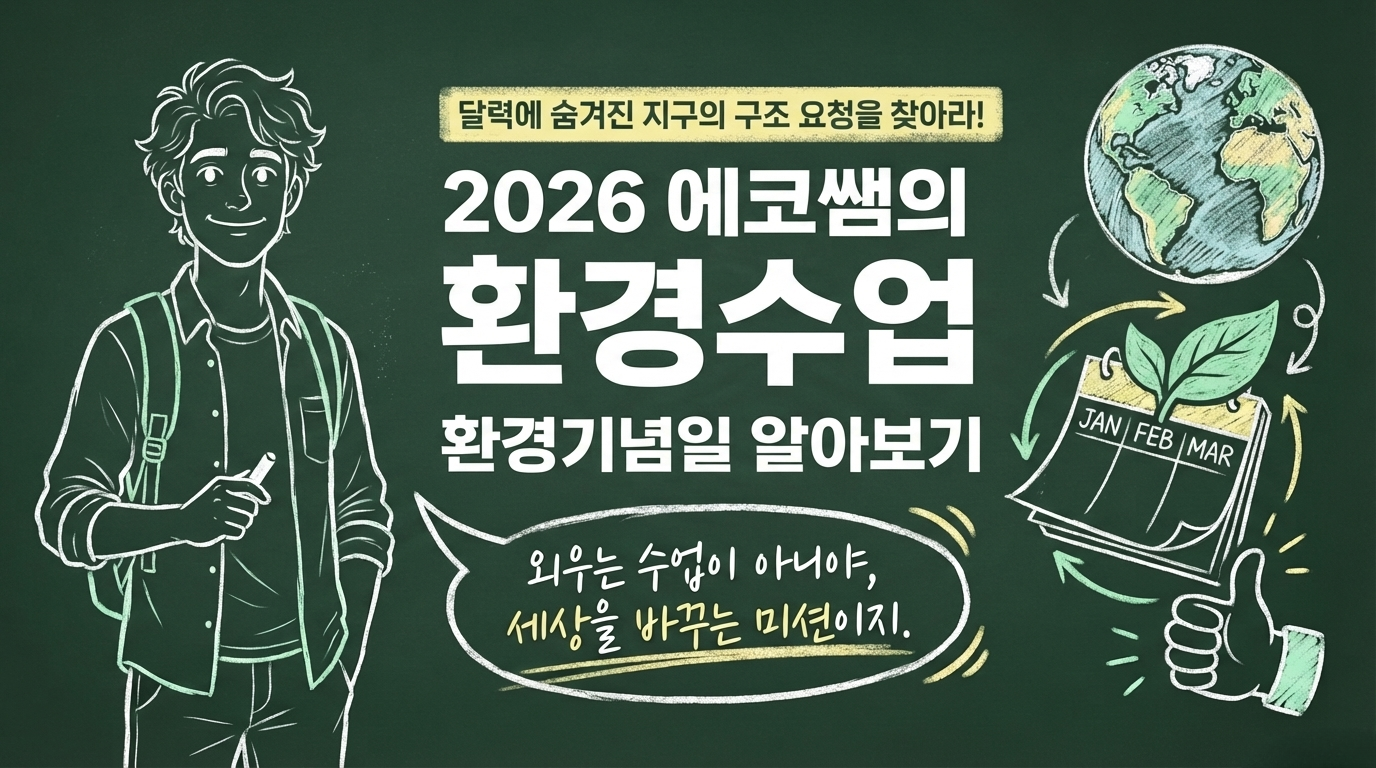 달력에 숨겨진 지구의 구조 요청을 찾아라!
2026 에코쌤의
환경수업
환경기념일 알아보기
외우는 수업이 아니야,
세상을 바꾸는 미션이지.
JAN FEB MAR